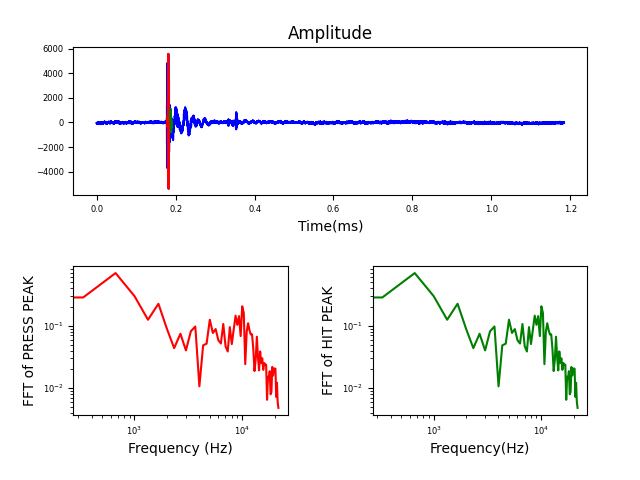 Amplitude
6000
4000
2000
0
−2000
−4000
0.0 0.2 0.4 0.6 0.8 1.0 1.2
Time(ms)
FFT of PRESS PEAK
10⁻¹
10⁻²
10³ 10⁴
Frequency (Hz)
FFT of HIT PEAK
10⁻¹
10⁻²
10³ 10⁴
Frequency(Hz)